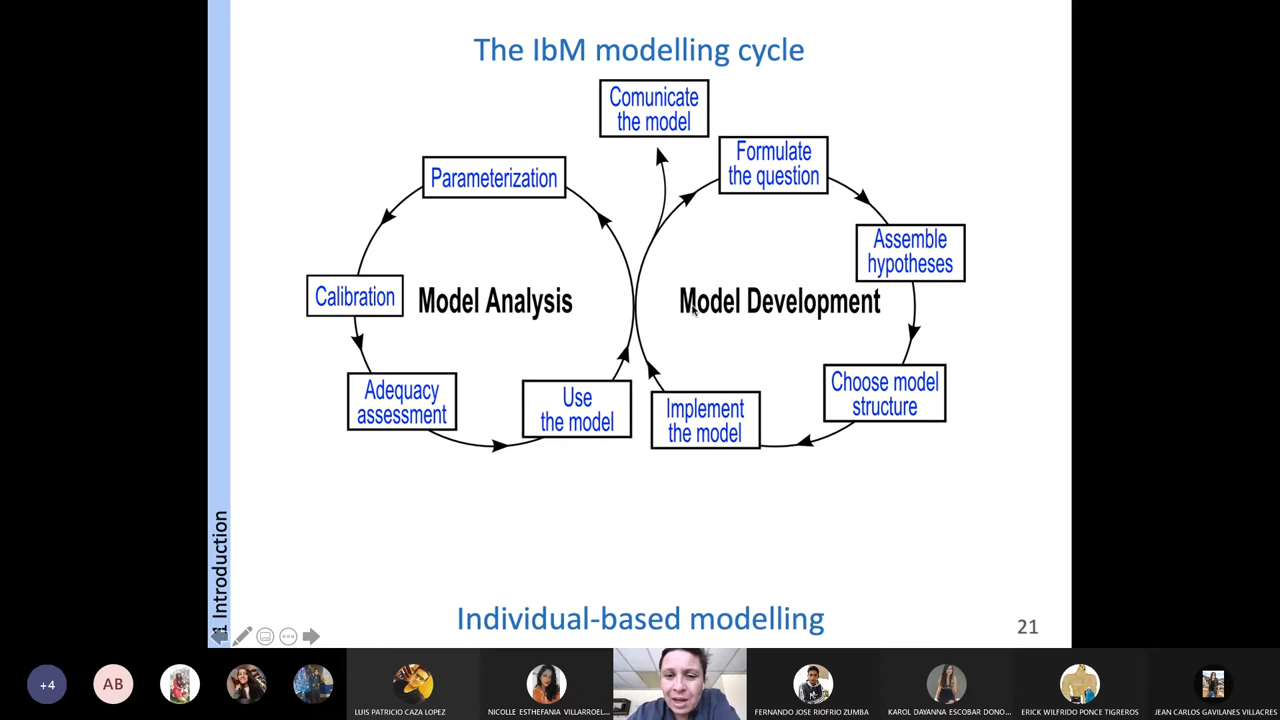 The IbM modelling cycle
Comunicate
the model
Formulate
the question
Parameterization
Assemble
hypotheses
Calibration
Model Analysis
Model Development
Choose model
structure
Adequacy
assessment
Use
the model
Implement
the model
1 Introduction
Individual-based modelling
21
+4
AB
LUIS PATRICIO CAZA LOPEZ
NICOLLE ESTHEFANIA VILLARROEL...
FERNANDO JOSE RIOFRIO ZUMBA
KAROL DAYANNA ESCOBAR DONO...
ERICK WILFRIDO PONCE TIGREROS
JEAN CARLOS GAVILANES VILLACRES